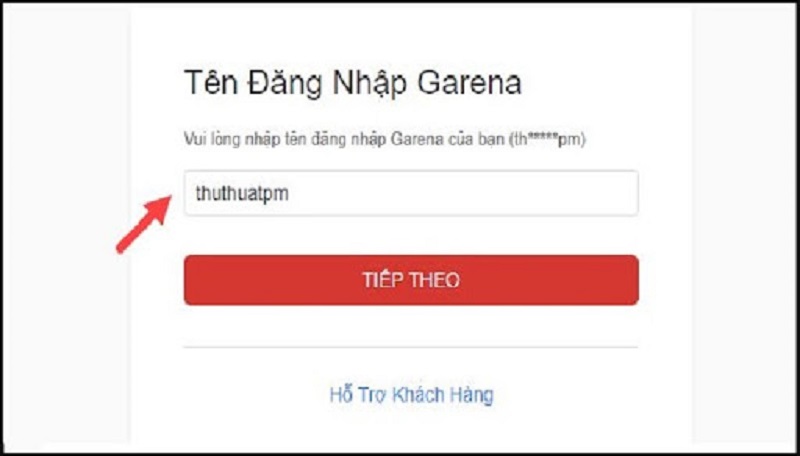 Tên Đăng Nhập Garena
Vui lòng nhập tên đăng nhập Garena của bạn (th*****pm)
thuthuatpm
TIẾP THEO
Hỗ Trợ Khách Hàng